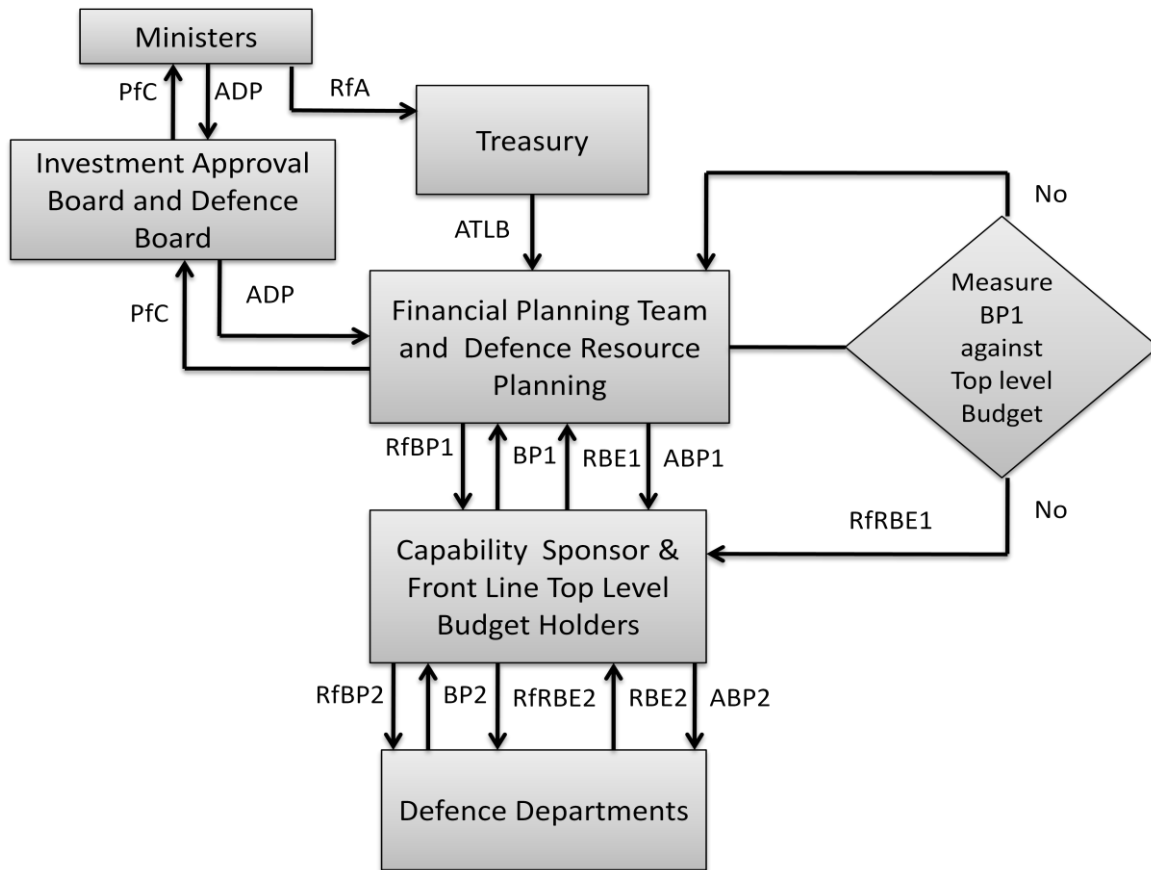 Ministers
PfC
ADP
RfA
Treasury
Investment Approval
Board and Defence
Board
No
ATLB
PfC
ADP
Financial Planning Team
and Defence Resource
Planning
Measure
BP1
against
Top level
Budget
RfBP1
BP1
RBE1
ABP1
No
RfRBE1
Capability Sponsor &
Front Line Top Level
Budget Holders
RfBP2
BP2
RfRBE2
RBE2
ABP2
Defence Departments